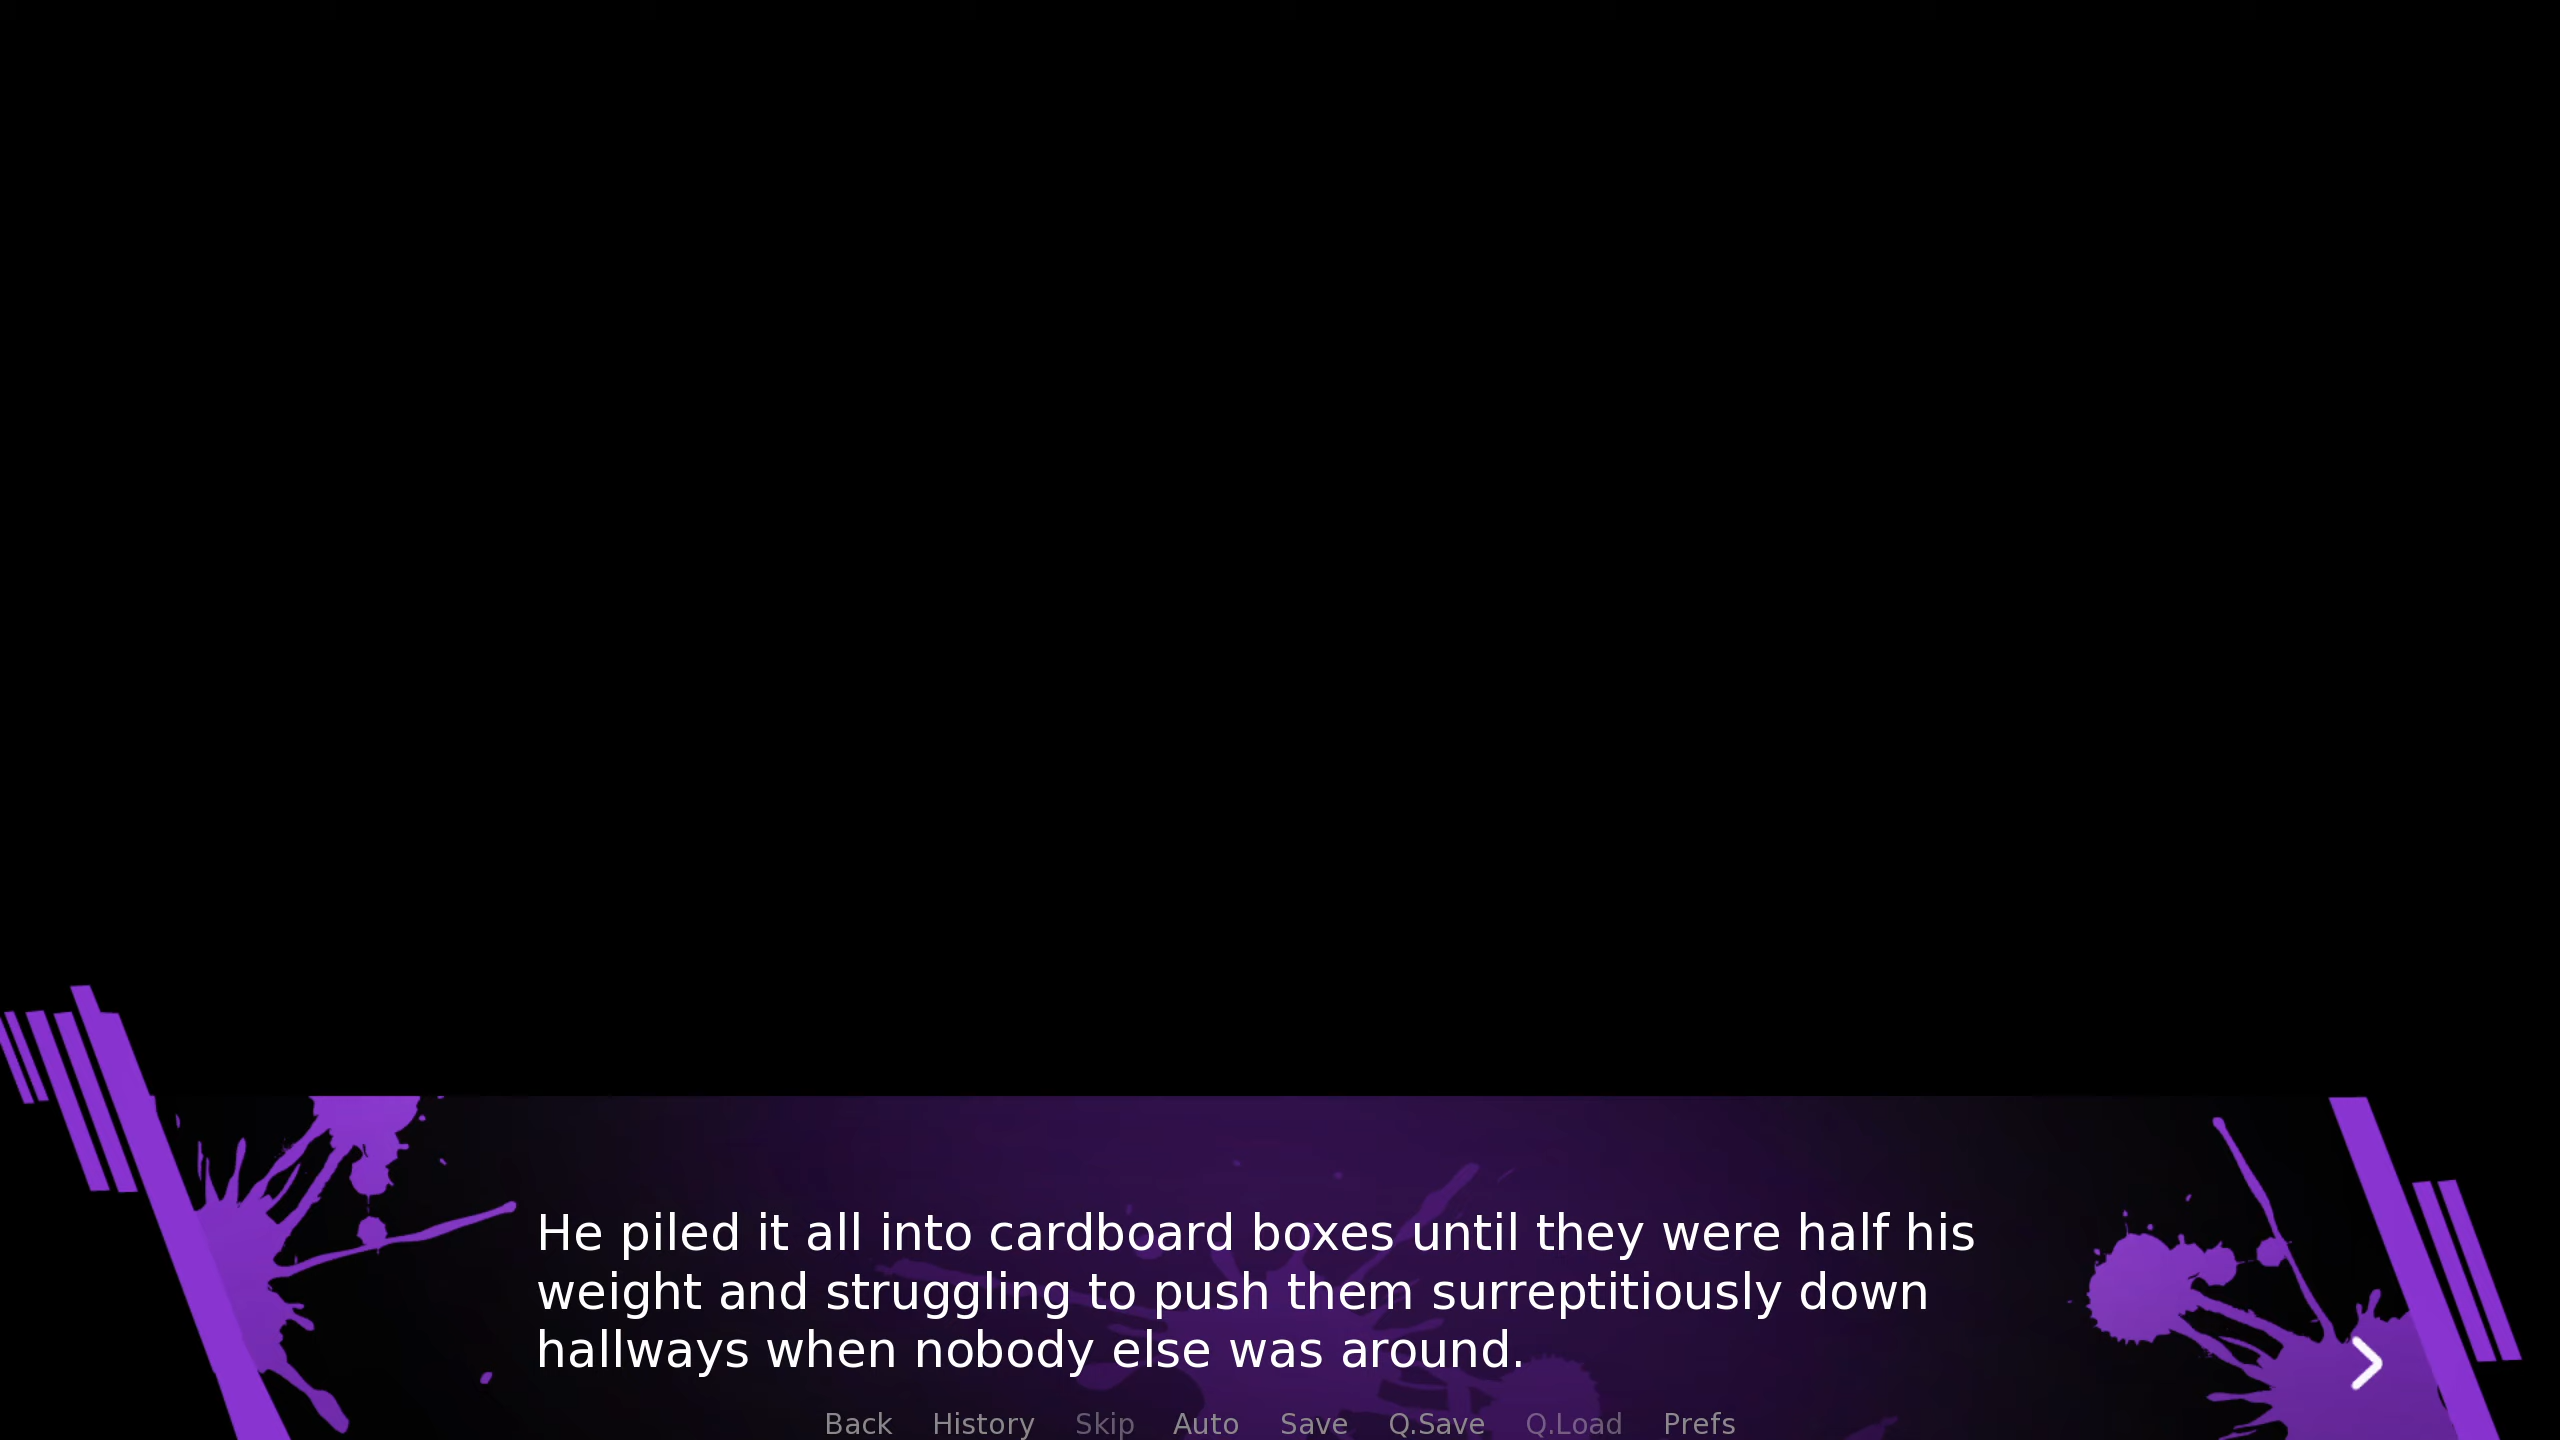 He piled it all into cardboard boxes until they were half his
weight and struggling to push them surreptitiously down
hallways when nobody else was around.
Back History Skip Auto Save Q.Save Q.Load Prefs